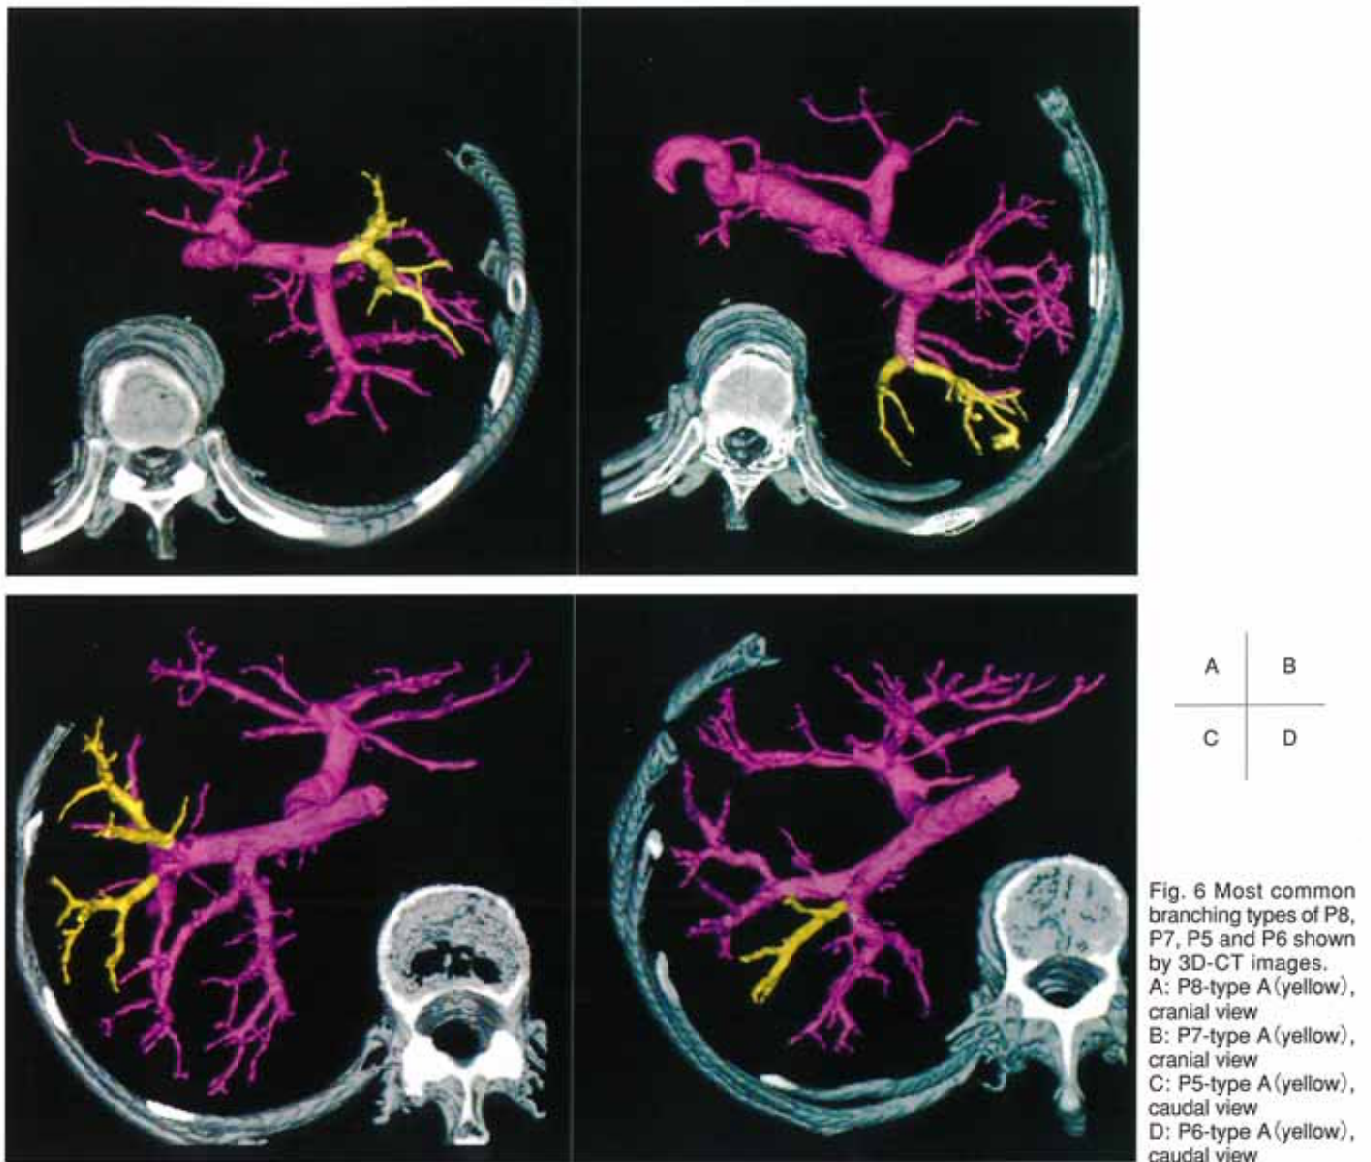 A B
C D
Fig. 6 Most common
branching types of P8,
P7, P5 and P6 shown
by 3D-CT images.
A: P8-type A (yellow),
cranial view
B: P7-type A (yellow),
cranial view
C: P5-type A (yellow),
caudal view
D: P6-type A (yellow),
caudal view